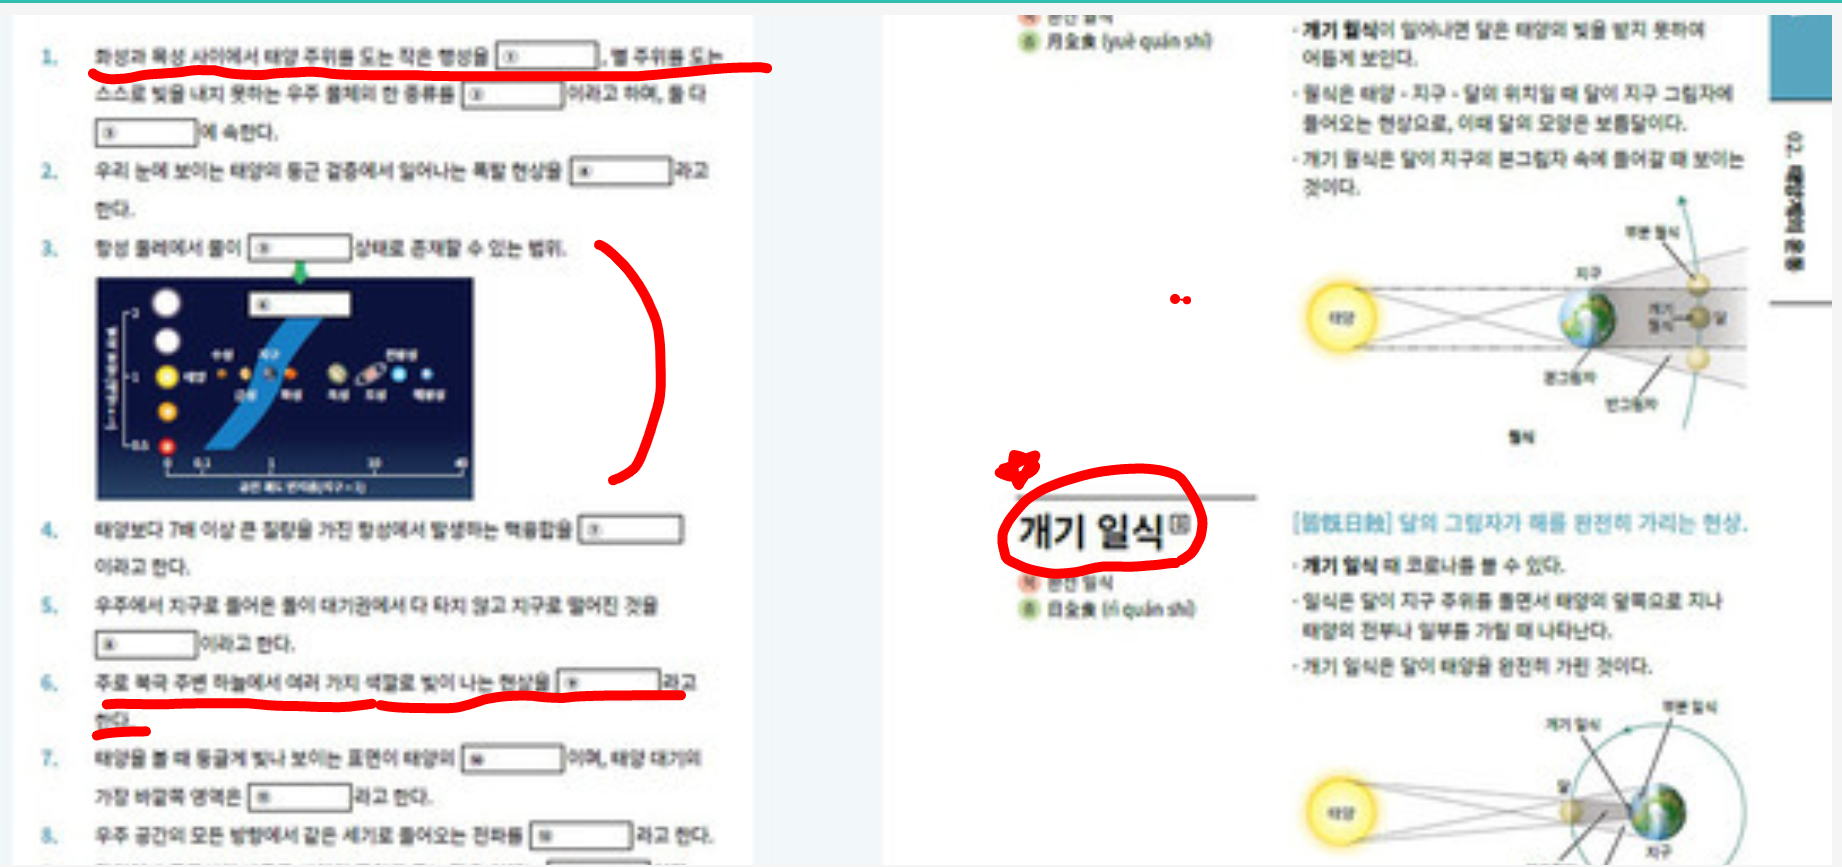 1. 화성과 목성 사이에서 태양 주위를 도는 작은 행성을 ①, 별 주위를 도는
스스로 빛을 내지 못하는 우주 물체의 한 종류를 ②이라고 하며, 둘 다
③에 속한다.
2. 우리 눈에 보이는 태양의 둥근 겉층에서 일어나는 폭발 현상을 ④라고
한다.
3. 항성 둘레에서 물이 ⑤ 상태로 존재할 수 있는 범위.
⑥
2
수성 지구 천왕성
1 태양
금성 화성 목성 토성 해왕성
0.5
0 0.1 1 10 40
공전 궤도 반지름(지구=1)
4. 태양보다 7배 이상 큰 질량을 가진 항성에서 발생하는 핵융합을 ⑦
이라고 한다.
5. 우주에서 지구로 들어온 돌이 대기권에서 다 타지 않고 지구로 떨어진 것을
⑧이라고 한다.
6. 주로 북극 주변 하늘에서 여러 가지 색깔로 빛이 나는 현상을 ⑨라고
한다.
7. 태양을 볼 때 둥글게 빛나 보이는 표면이 태양의 ⑩이며, 태양 대기의
가장 바깥쪽 영역은 ⑪라고 한다.
8. 우주 공간의 모든 방향에서 같은 세기로 들어오는 전파를 ⑫라고 한다.
月全食 (yuè quán shí)
· 개기 월식이 일어나면 달은 태양의 빛을 받지 못하여
어둡게 보인다.
· 월식은 태양 - 지구 - 달의 위치일 때 달이 지구 그림자에
들어오는 현상으로, 이때 달의 모양은 보름달이다.
· 개기 월식은 달이 지구의 본그림자 속에 들어갈 때 보이는
것이다.
02. 태양계의 운동
부분 월식
지구
태양
개기
월식
달
본그림자
반그림자
월식
개기 일식
완전 일식
日全食 (rì quán shí)
[皆旣日蝕] 달의 그림자가 해를 완전히 가리는 현상.
· 개기 일식 때 코로나를 볼 수 있다.
· 일식은 달이 지구 주위를 돌면서 태양의 앞쪽으로 지나
태양의 전부나 일부를 가릴 때 나타난다.
· 개기 일식은 달이 태양을 완전히 가린 것이다.
부분 일식
개기 일식
달
태양
지구